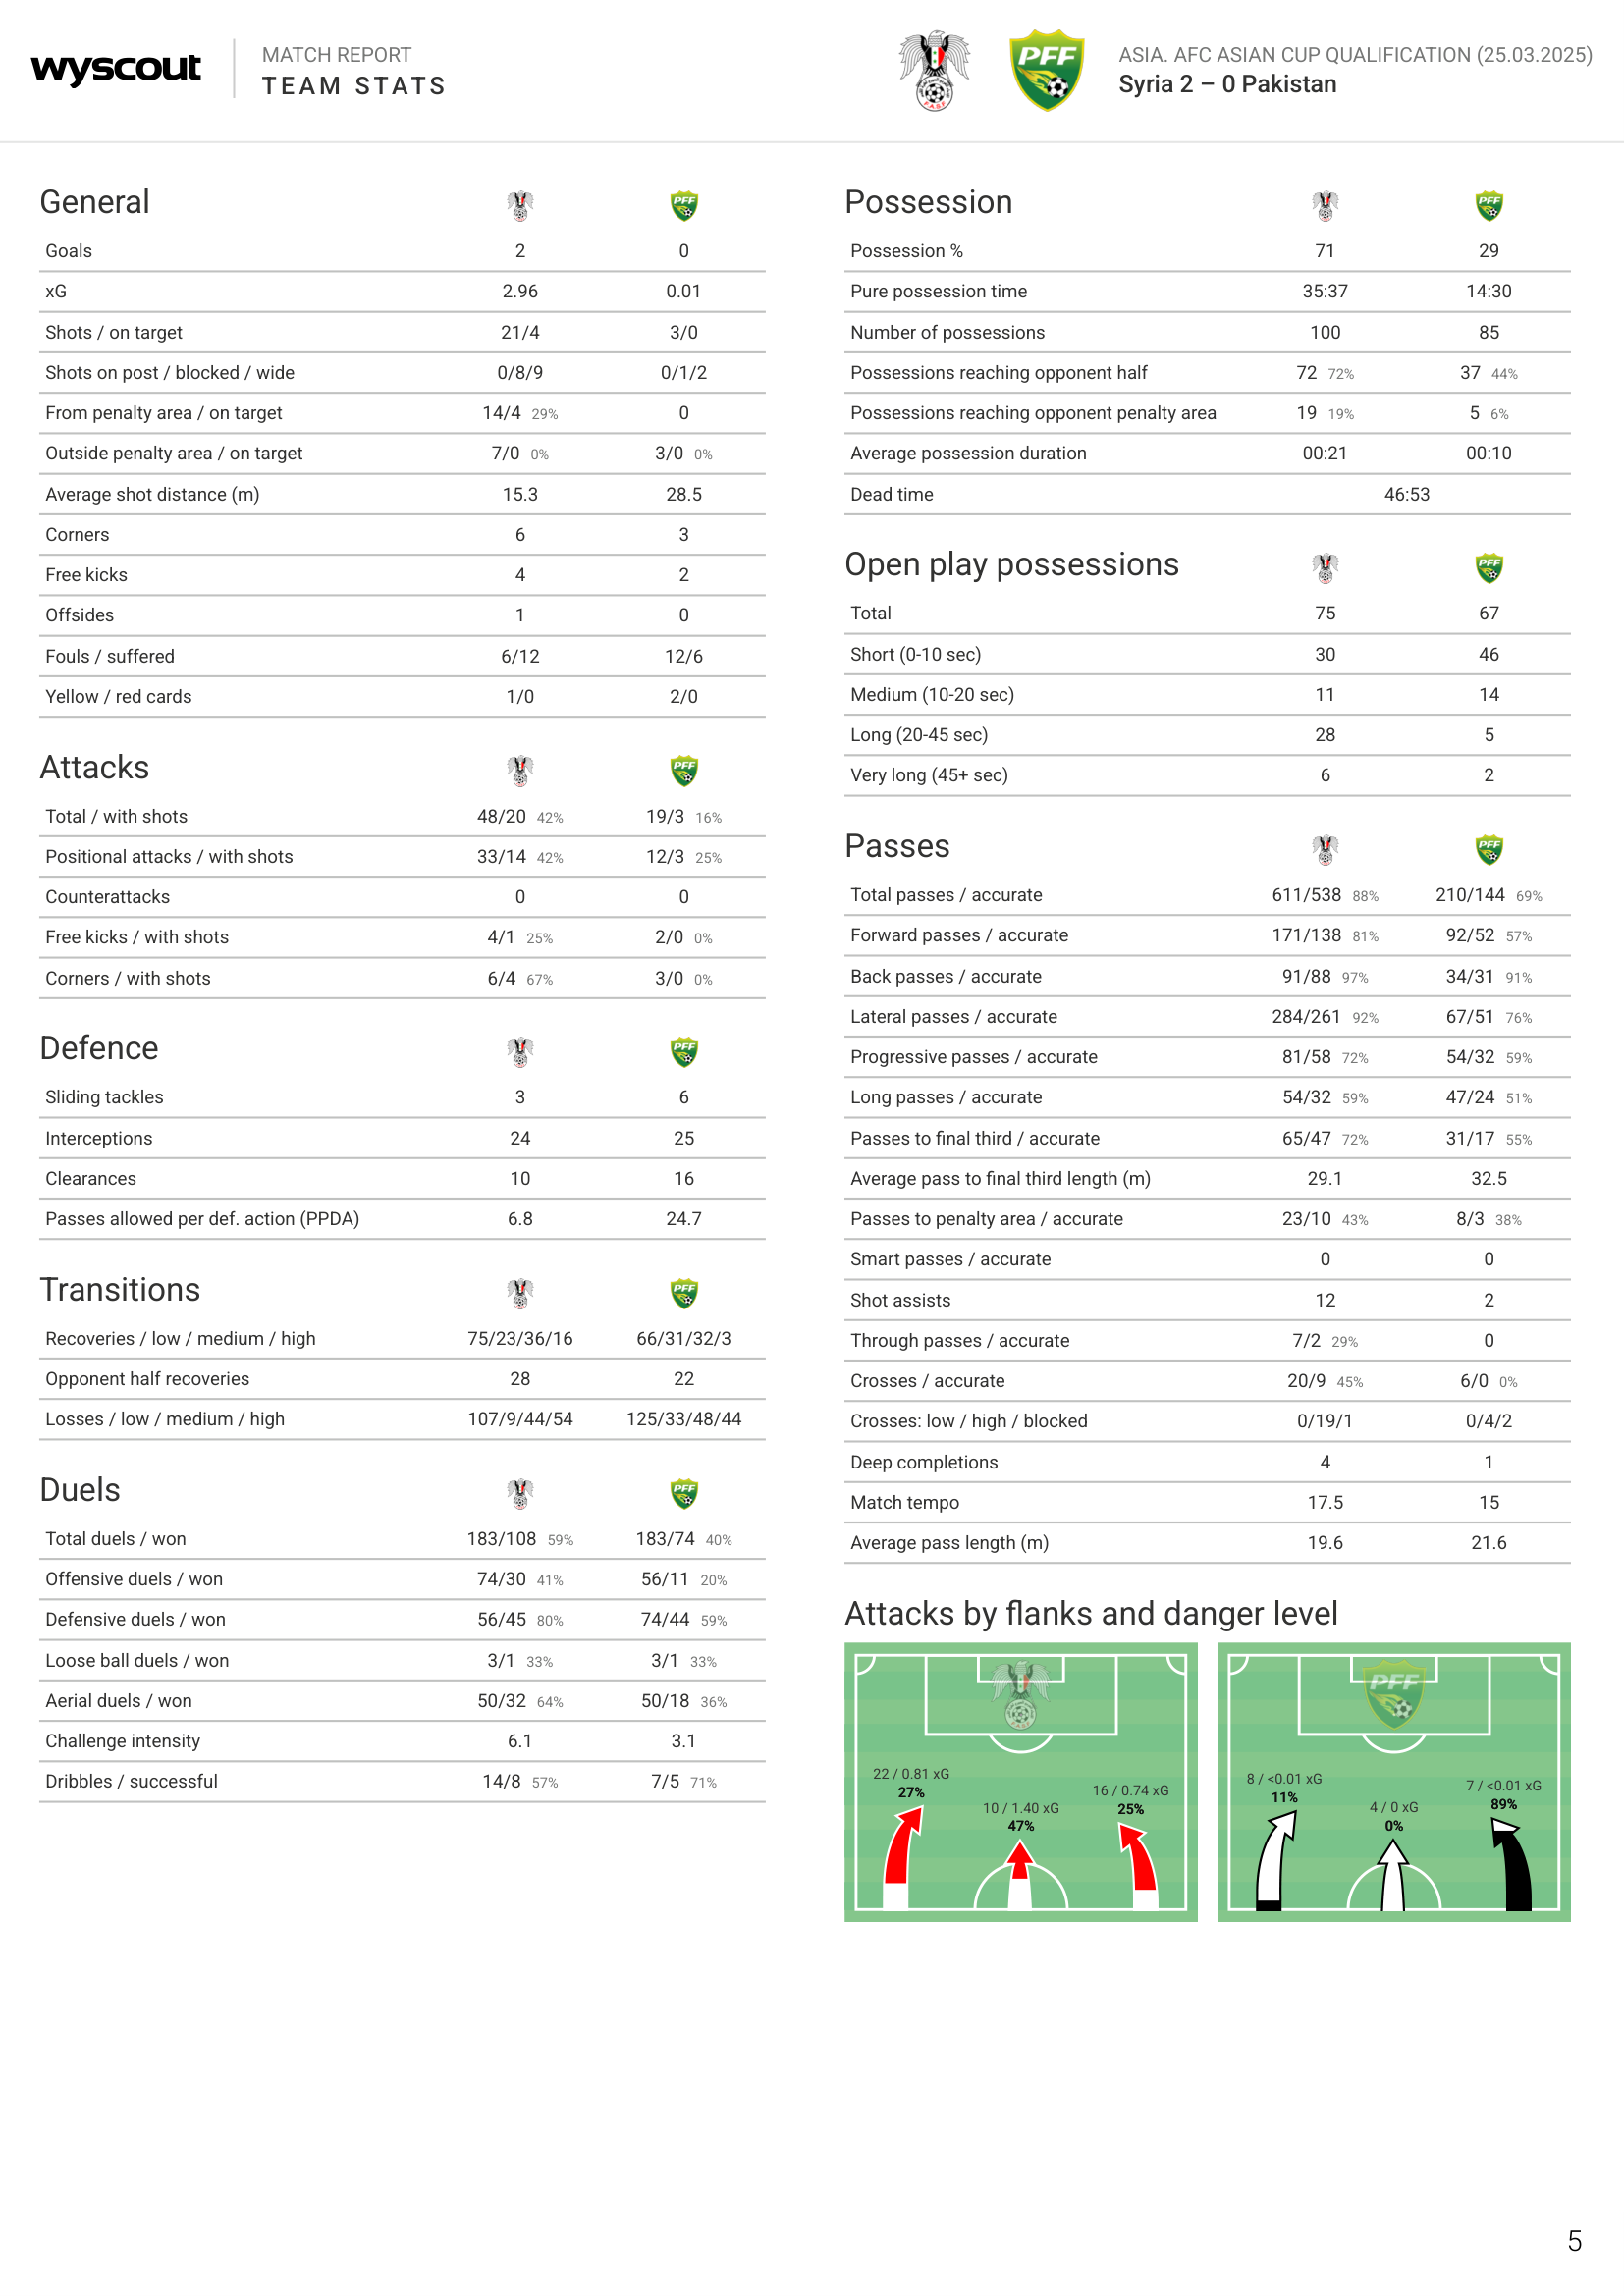 wyscout
MATCH REPORT
TEAM STATS
PFF
ASIA. AFC ASIAN CUP QUALIFICATION (25.03.2025)
Syria 2 – 0 Pakistan
General
Goals 2 0
xG 2.96 0.01
Shots / on target 21/4 3/0
Shots on post / blocked / wide 0/8/9 0/1/2
From penalty area / on target 14/4 29% 0
Outside penalty area / on target 7/0 0% 3/0 0%
Average shot distance (m) 15.3 28.5
Corners 6 3
Free kicks 4 2
Offsides 1 0
Fouls / suffered 6/12 12/6
Yellow / red cards 1/0 2/0
Attacks
Total / with shots 48/20 42% 19/3 16%
Positional attacks / with shots 33/14 42% 12/3 25%
Counterattacks 0 0
Free kicks / with shots 4/1 25% 2/0 0%
Corners / with shots 6/4 67% 3/0 0%
Defence
Sliding tackles 3 6
Interceptions 24 25
Clearances 10 16
Passes allowed per def. action (PPDA) 6.8 24.7
Transitions
Recoveries / low / medium / high 75/23/36/16 66/31/32/3
Opponent half recoveries 28 22
Losses / low / medium / high 107/9/44/54 125/33/48/44
Duels
Total duels / won 183/108 59% 183/74 40%
Offensive duels / won 74/30 41% 56/11 20%
Defensive duels / won 56/45 80% 74/44 59%
Loose ball duels / won 3/1 33% 3/1 33%
Aerial duels / won 50/32 64% 50/18 36%
Challenge intensity 6.1 3.1
Dribbles / successful 14/8 57% 7/5 71%
Possession
Possession % 71 29
Pure possession time 35:37 14:30
Number of possessions 100 85
Possessions reaching opponent half 72 72% 37 44%
Possessions reaching opponent penalty area 19 19% 5 6%
Average possession duration 00:21 00:10
Dead time 46:53
Open play possessions
Total 75 67
Short (0-10 sec) 30 46
Medium (10-20 sec) 11 14
Long (20-45 sec) 28 5
Very long (45+ sec) 6 2
Passes
Total passes / accurate 611/538 88% 210/144 69%
Forward passes / accurate 171/138 81% 92/52 57%
Back passes / accurate 91/88 97% 34/31 91%
Lateral passes / accurate 284/261 92% 67/51 76%
Progressive passes / accurate 81/58 72% 54/32 59%
Long passes / accurate 54/32 59% 47/24 51%
Passes to final third / accurate 65/47 72% 31/17 55%
Average pass to final third length (m) 29.1 32.5
Passes to penalty area / accurate 23/10 43% 8/3 38%
Smart passes / accurate 0 0
Shot assists 12 2
Through passes / accurate 7/2 29% 0
Crosses / accurate 20/9 45% 6/0 0%
Crosses: low / high / blocked 0/19/1 0/4/2
Deep completions 4 1
Match tempo 17.5 15
Average pass length (m) 19.6 21.6
Attacks by flanks and danger level
22 / 0.81 xG
27%
10 / 1.40 xG
47%
16 / 0.74 xG
25%
PFF
8 / <0.01 xG
11%
4 / 0 xG
0%
7 / <0.01 xG
89%
5